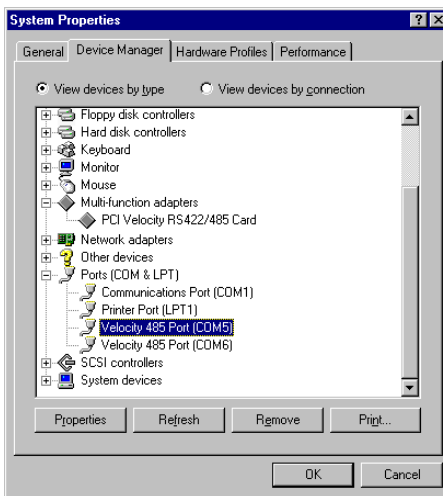 System Properties
General Device Manager Hardware Profiles Performance
View devices by type View devices by connection
Floppy disk controllers
Hard disk controllers
Keyboard
Monitor
Mouse
Multi-function adapters
PCI Velocity RS422/485 Card
Network adapters
Other devices
Ports (COM & LPT)
Communications Port (COM1)
Printer Port (LPT1)
Velocity 485 Port (COM5)
Velocity 485 Port (COM6)
SCSI controllers
System devices
Properties Refresh Remove Print...
OK Cancel